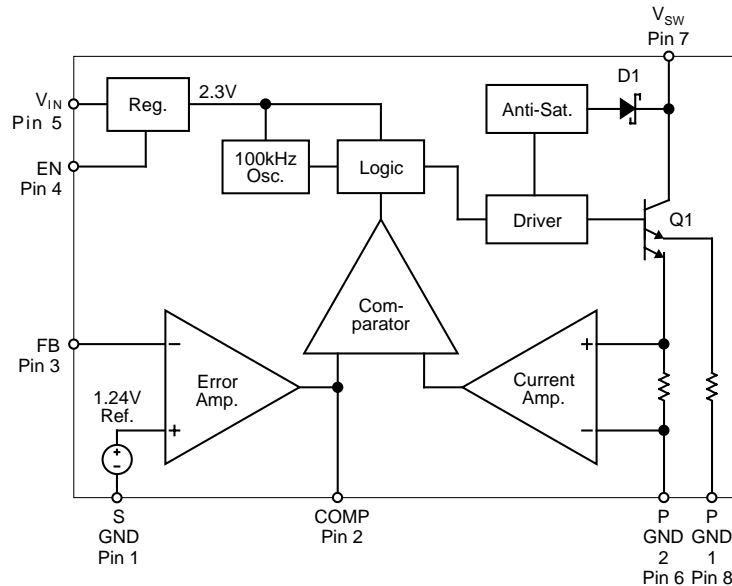 V_SW
Pin 7
D1
V_IN
Pin 5
Reg.
2.3V
Anti-Sat.
EN
Pin 4
100kHz
Osc.
Logic
Driver
Q1
Com-
parator
FB
Pin 3
−
Error
Amp.
+
Current
Amp.
+
−
1.24V
Ref.
+
−
S
GND
Pin 1
COMP
Pin 2
P
GND
2
Pin 6
P
GND
1
Pin 8